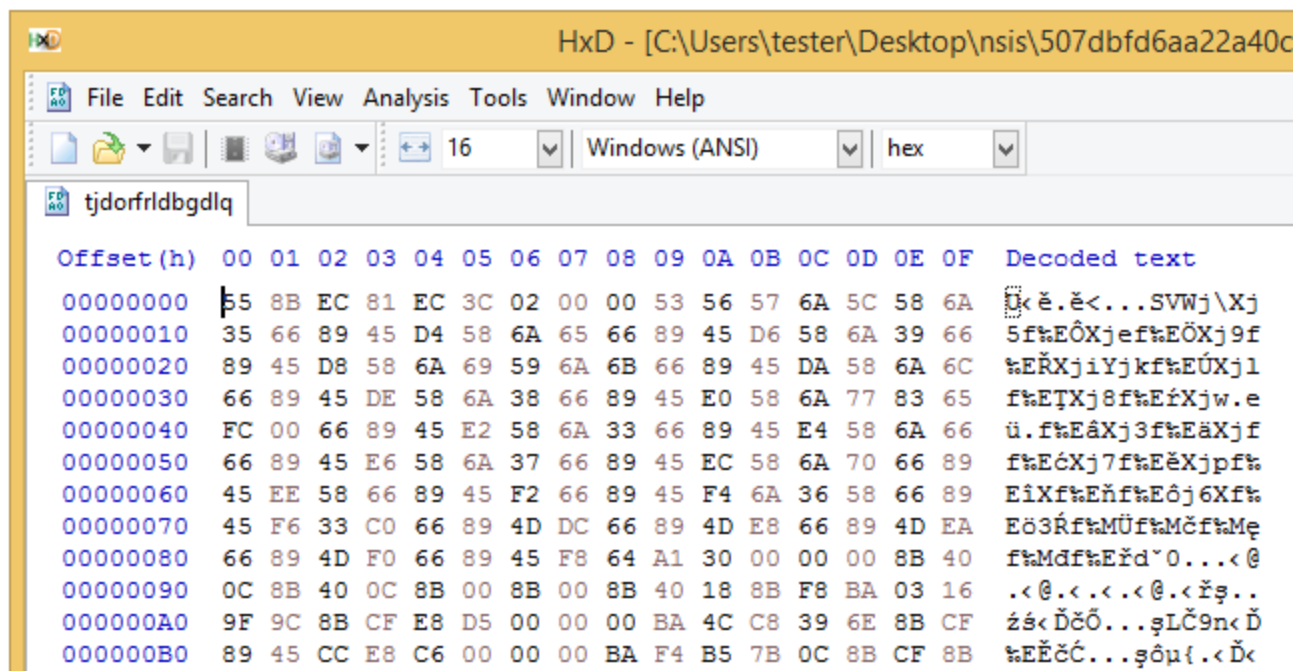 HxD - [C:\Users\tester\Desktop\nsis\507dbfd6aa22a40c
File Edit Search View Analysis Tools Window Help
16 Windows (ANSI) hex
tjdorfrldbgdlq
Offset(h) 00 01 02 03 04 05 06 07 08 09 0A 0B 0C 0D 0E 0F Decoded text
00000000 55 8B EC 81 EC 3C 02 00 00 53 56 57 6A 5C 58 6A U‹ě.ě<...SVWj\Xj
00000010 35 66 89 45 D4 58 6A 65 66 89 45 D6 58 6A 39 66 5f‰EÔXjef‰EÖXj9f
00000020 89 45 D8 58 6A 69 59 6A 6B 66 89 45 DA 58 6A 6C ‰EŘXjiYjkf‰EÚXjl
00000030 66 89 45 DE 58 6A 38 66 89 45 E0 58 6A 77 83 65 f‰EŢXj8f‰EŕXjw.e
00000040 FC 00 66 89 45 E2 58 6A 33 66 89 45 E4 58 6A 66 ü.f‰EâXj3f‰EäXjf
00000050 66 89 45 E6 58 6A 37 66 89 45 EC 58 6A 70 66 89 f‰EćXj7f‰EěXjpf‰
00000060 45 EE 58 66 89 45 F2 66 89 45 F4 6A 36 58 66 89 EîXf‰Eňf‰Eôj6Xf‰
00000070 45 F6 33 C0 66 89 4D DC 66 89 4D E8 66 89 4D EA Eö3Ŕf‰MÜf‰Mčf‰Mę
00000080 66 89 4D F0 66 89 45 F8 64 A1 30 00 00 00 8B 40 f‰Mđf‰Eřdˇ0...‹@
00000090 0C 8B 40 0C 8B 00 8B 00 8B 40 18 8B F8 BA 03 16 .‹@.‹.‹.‹@.‹řş..
000000A0 9F 9C 8B CF E8 D5 00 00 00 BA 4C C8 39 6E 8B CF źś‹ĎčŐ...şLČ9n‹Ď
000000B0 89 45 CC E8 C6 00 00 00 BA F4 B5 7B 0C 8B CF 8B ‰EĚčĆ...şôµ{.‹Ď‹